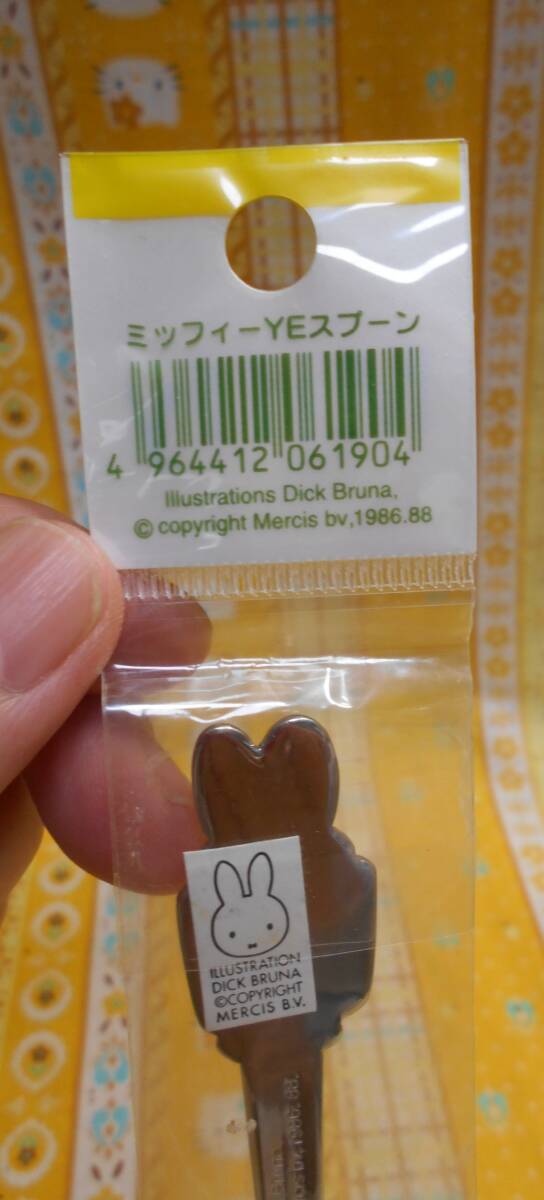 ミッフィーYEスプーン
4 964412 061904
Illustrations Dick Bruna,
© copyright Mercis bv,1986.88
ILLUSTRATION
DICK BRUNA
©COPYRIGHT
MERCIS B.V.